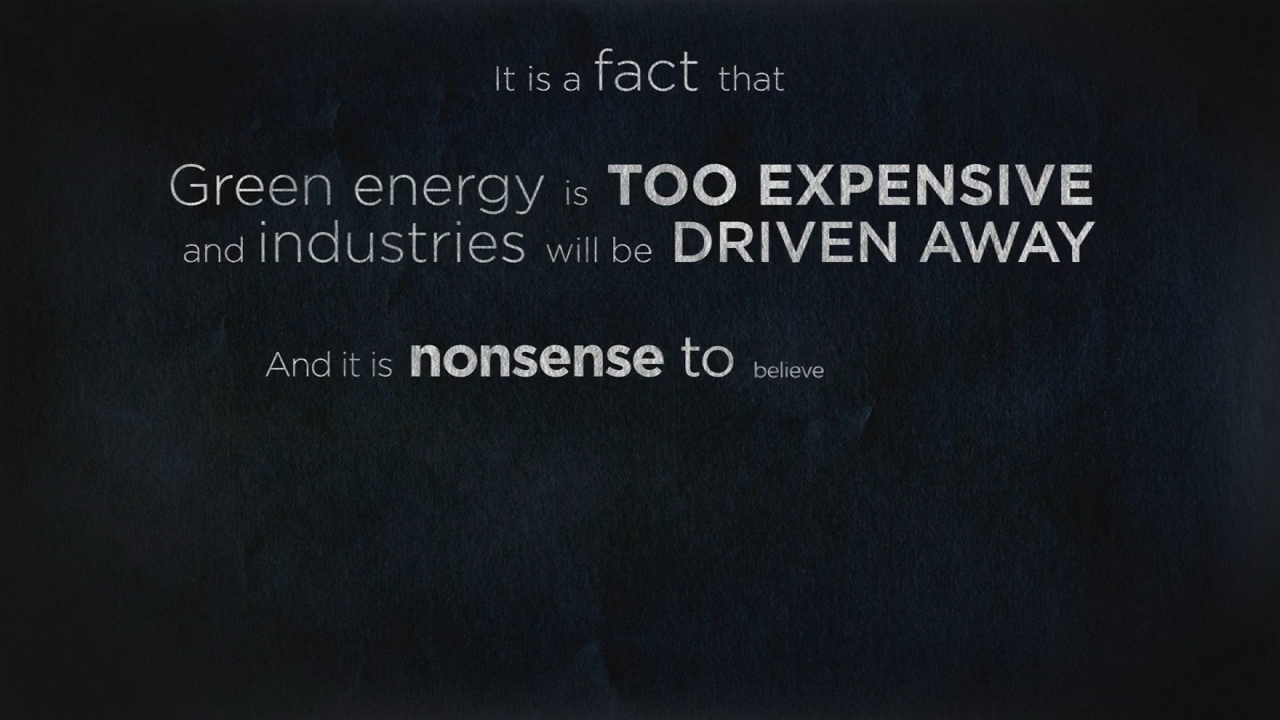 It is a fact that
Green energy is TOO EXPENSIVE
and industries will be DRIVEN AWAY
And it is nonsense to believe